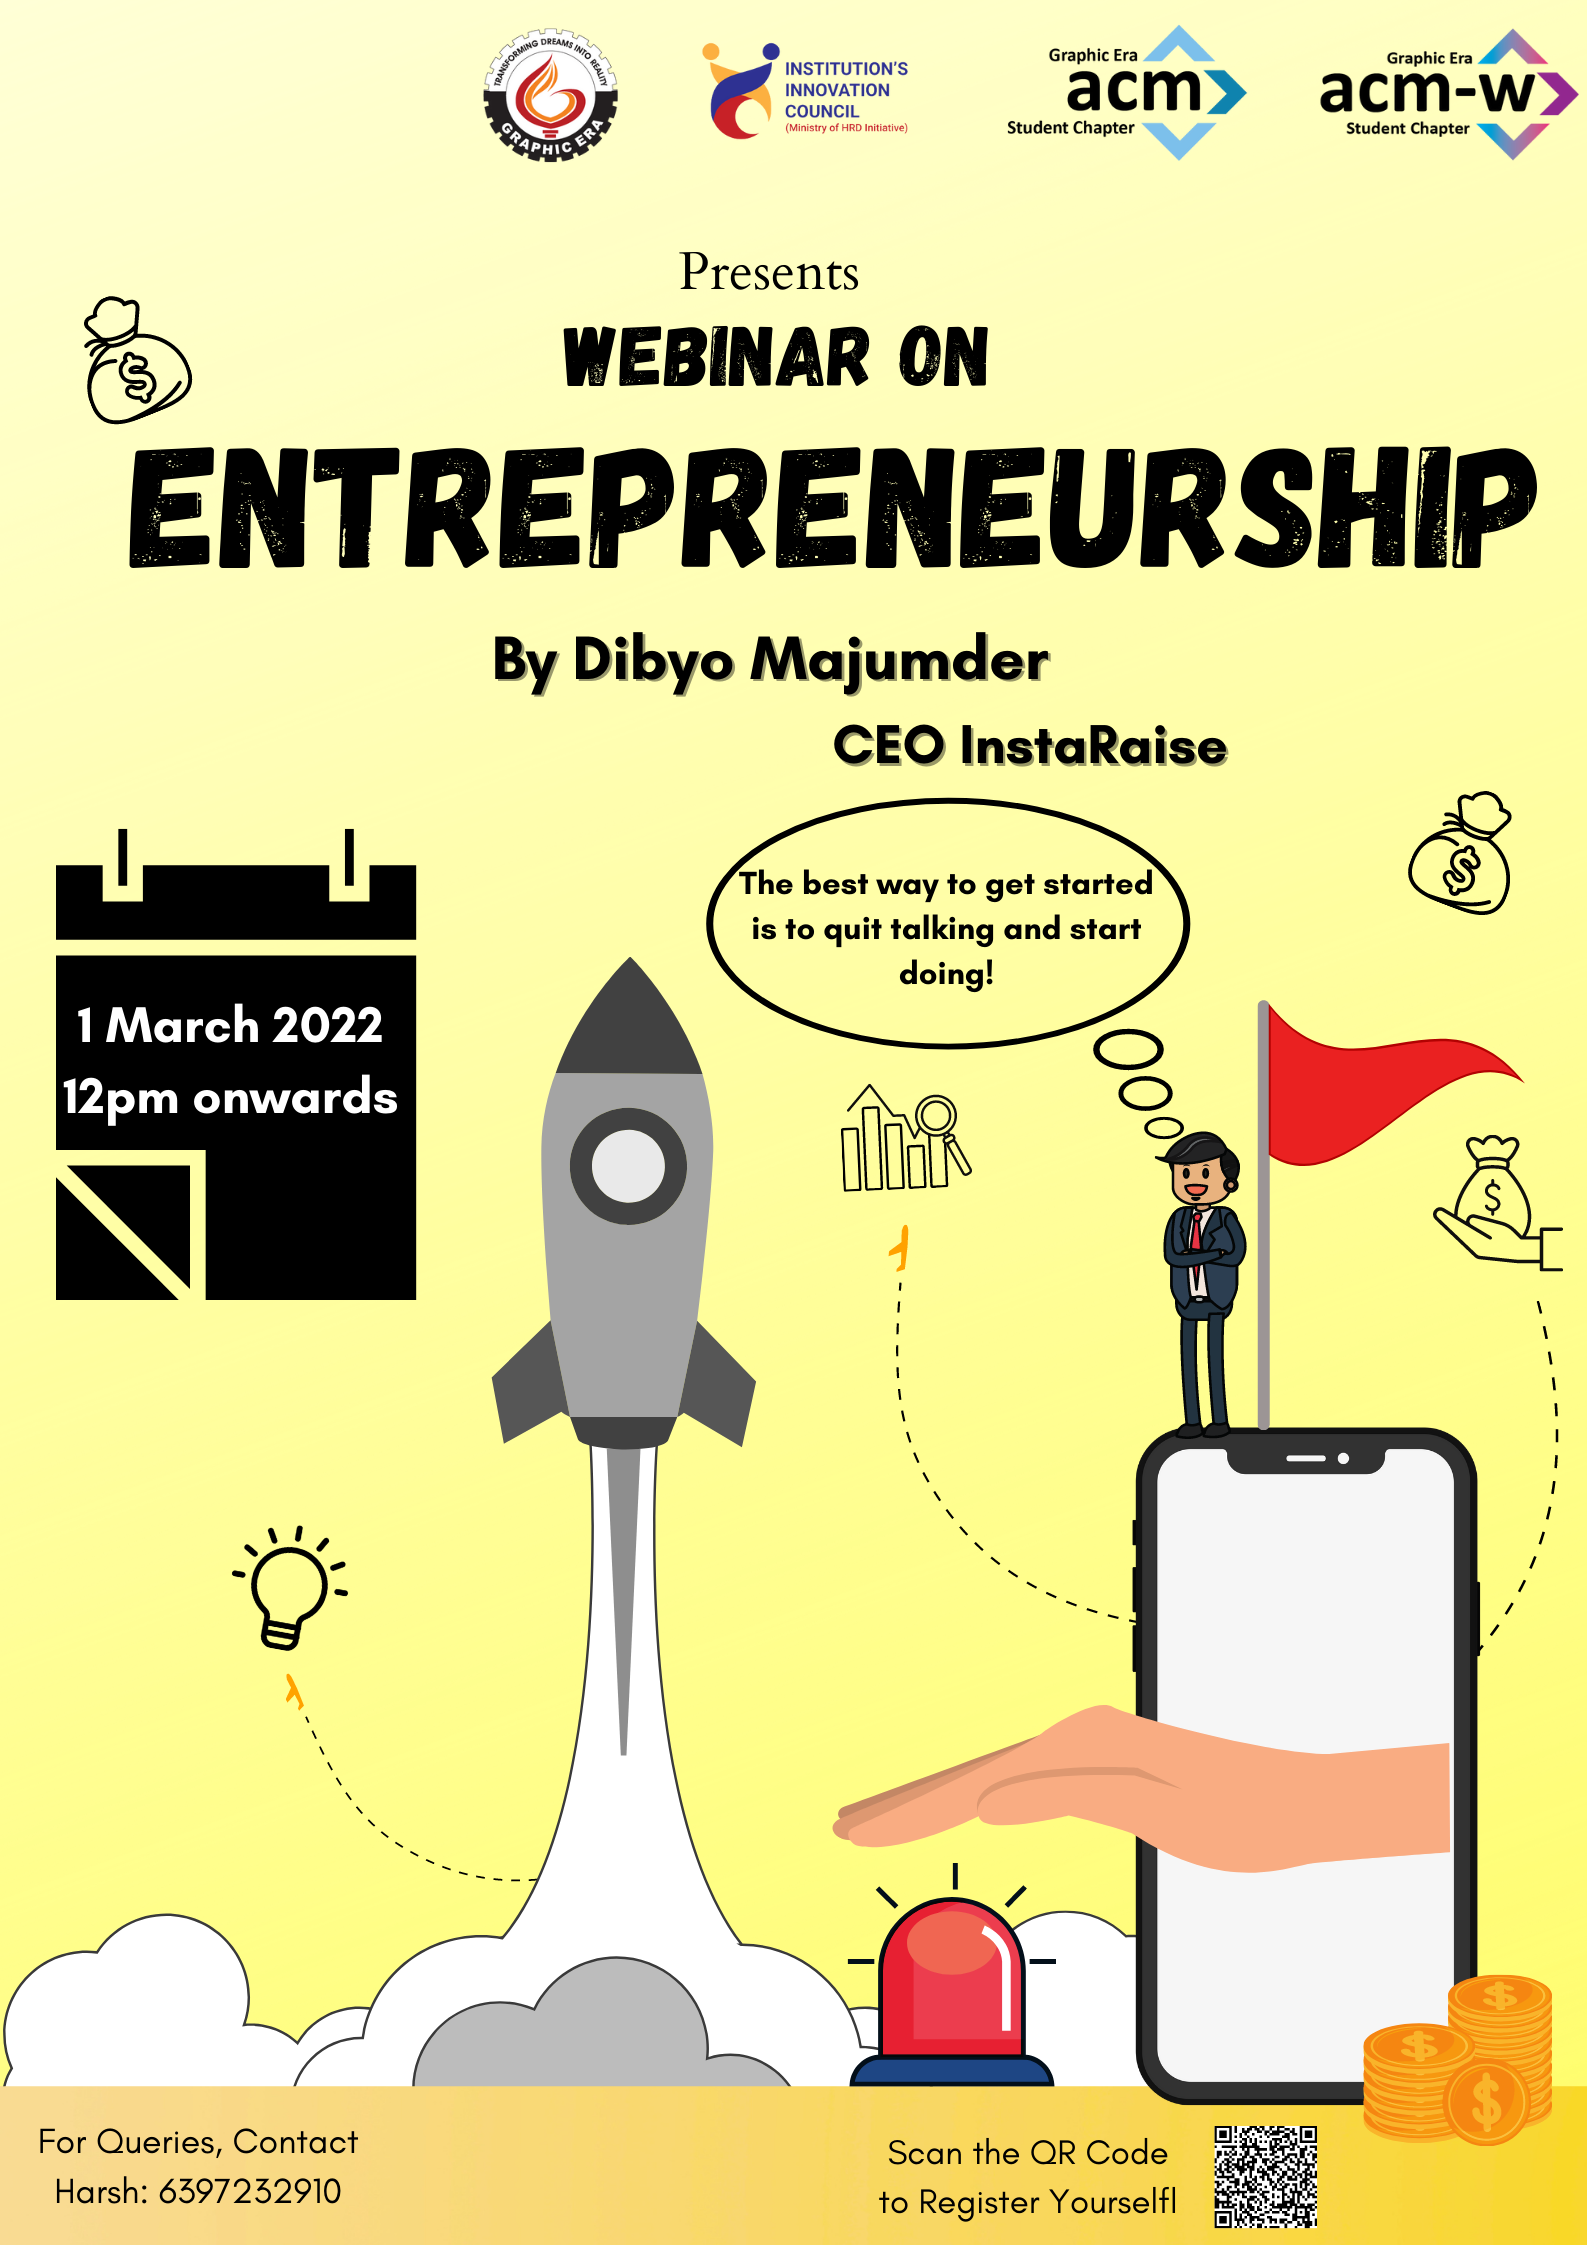 TRANSFORMING DREAMS INTO REALITY
GRAPHIC ERA
INSTITUTION'S
INNOVATION
COUNCIL
(Ministry of HRD Initiative)
Graphic Era
acm
Student Chapter
Graphic Era
acm-w
Student Chapter
Presents
WEBINAR ON
ENTREPRENEURSHIP
By Dibyo Majumder
CEO InstaRaise
The best way to get started
is to quit talking and start
doing!
1 March 2022
12pm onwards
For Queries, Contact
Harsh: 6397232910
Scan the QR Code
to Register Yourselfl